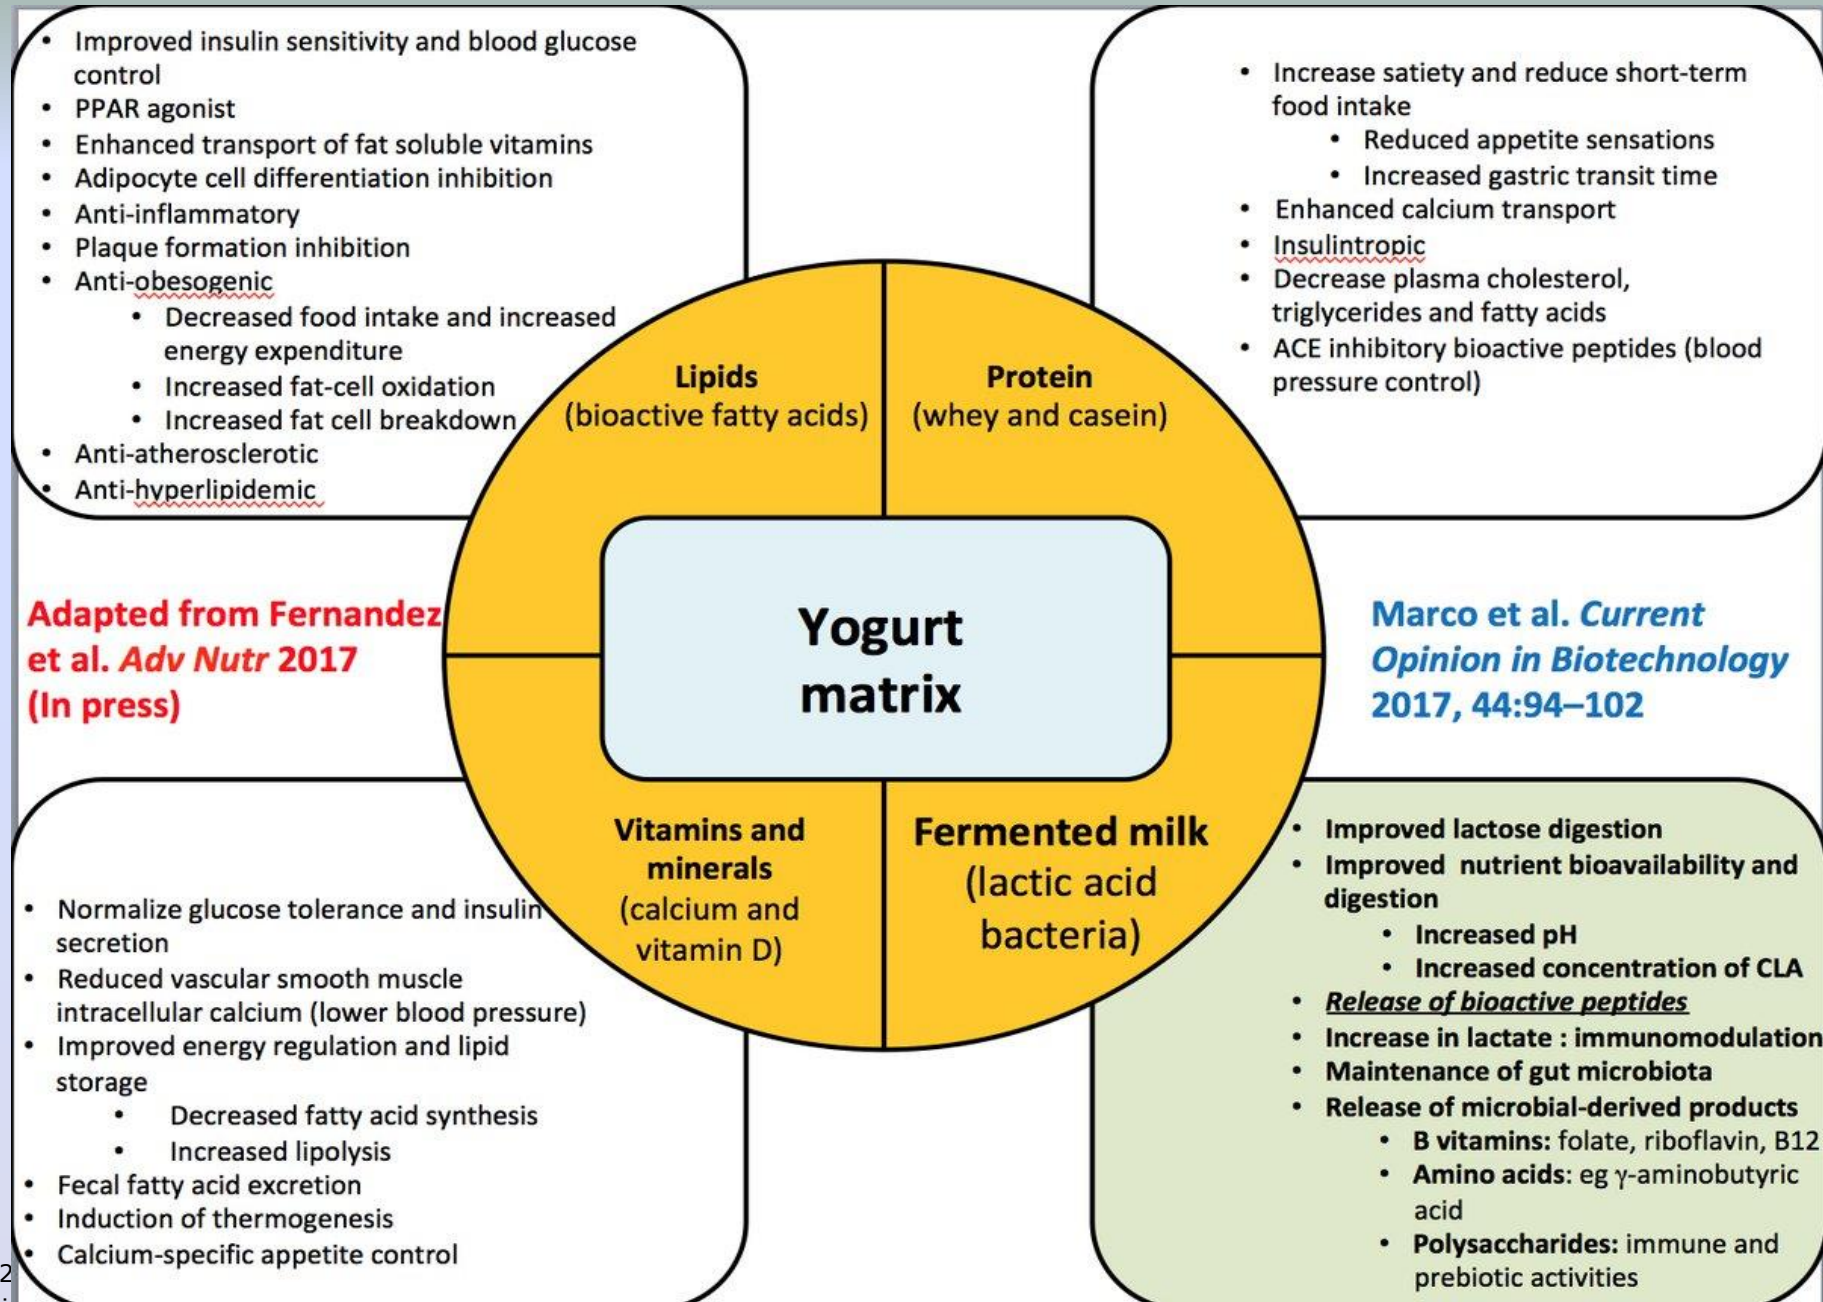 • Improved insulin sensitivity and blood glucose
control
• PPAR agonist
• Enhanced transport of fat soluble vitamins
• Adipocyte cell differentiation inhibition
• Anti-inflammatory
• Plaque formation inhibition
• Anti-obesogenic
• Decreased food intake and increased
energy expenditure
• Increased fat-cell oxidation
• Increased fat cell breakdown
• Anti-atherosclerotic
• Anti-hyperlipidemic
• Increase satiety and reduce short-term
food intake
• Reduced appetite sensations
• Increased gastric transit time
• Enhanced calcium transport
• Insulintropic
• Decrease plasma cholesterol,
triglycerides and fatty acids
• ACE inhibitory bioactive peptides (blood
pressure control)
Lipids
(bioactive fatty acids)
Protein
(whey and casein)
Yogurt
matrix
Adapted from Fernandez
et al. Adv Nutr 2017
(In press)
Marco et al. Current
Opinion in Biotechnology
2017, 44:94–102
Vitamins and
minerals
(calcium and
vitamin D)
Fermented milk
(lactic acid
bacteria)
• Normalize glucose tolerance and insulin
secretion
• Reduced vascular smooth muscle
intracellular calcium (lower blood pressure)
• Improved energy regulation and lipid
storage
• Decreased fatty acid synthesis
• Increased lipolysis
• Fecal fatty acid excretion
• Induction of thermogenesis
• Calcium-specific appetite control
• Improved lactose digestion
• Improved nutrient bioavailability and
digestion
• Increased pH
• Increased concentration of CLA
• Release of bioactive peptides
• Increase in lactate : immunomodulation
• Maintenance of gut microbiota
• Release of microbial-derived products
• B vitamins: folate, riboflavin, B12
• Amino acids: eg γ-aminobutyric
acid
• Polysaccharides: immune and
prebiotic activities
2